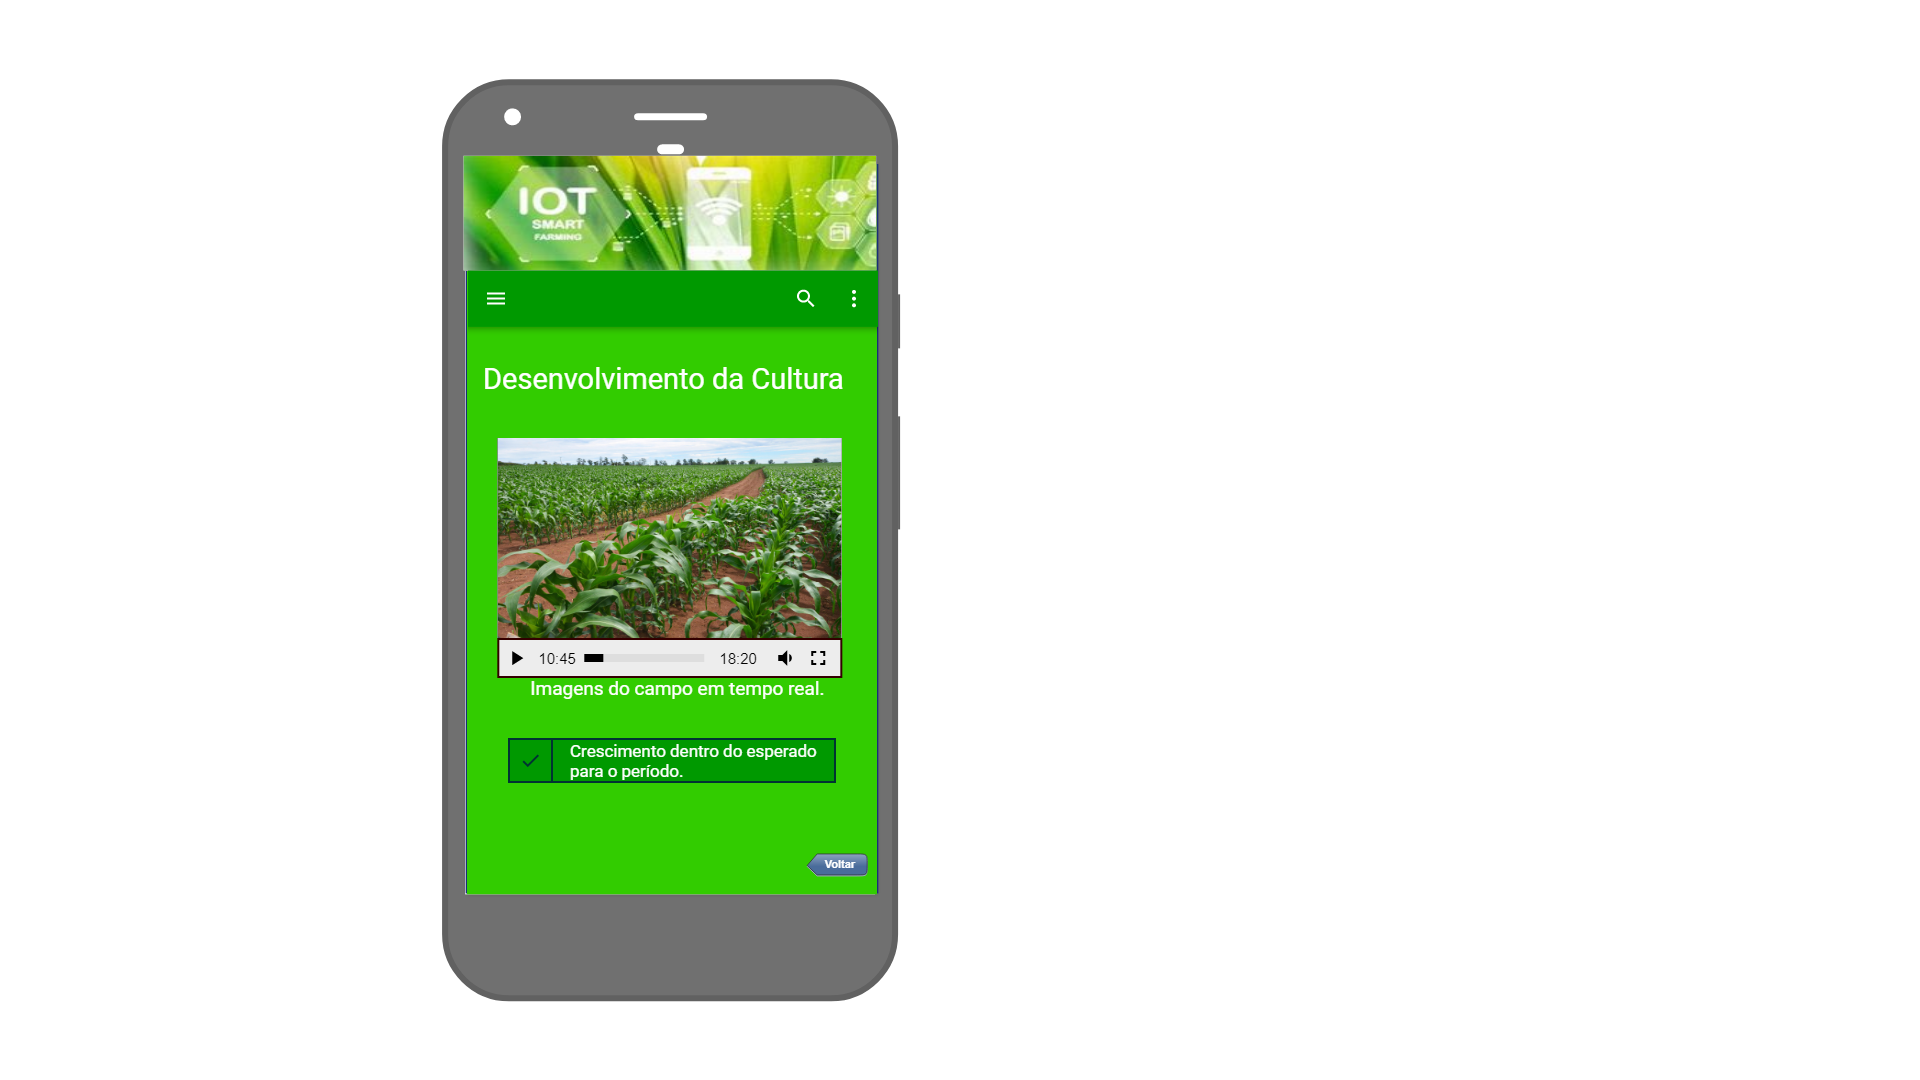 IOT
SMART
FARMING
Desenvolvimento da Cultura
10:45
18:20
Imagens do campo em tempo real.
Crescimento dentro do esperado
para o período.
Voltar